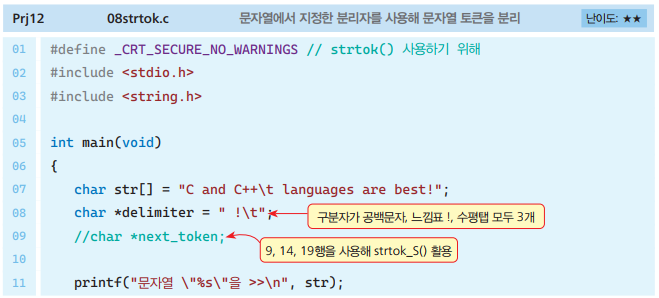 Prj12 08strtok.c 문자열에서 지정한 분리자를 사용해 문자열 토큰을 분리 난이도: ★★
01 #define _CRT_SECURE_NO_WARNINGS // strtok() 사용하기 위해
02 #include <stdio.h>
03 #include <string.h>
04
05 int main(void)
06 {
07 char str[] = "C and C++\t languages are best!";
08 char *delimiter = " !\t"; 구분자가 공백문자, 느낌표 !, 수평탭 모두 3개
09 //char *next_token;
9, 14, 19행을 사용해 strtok_S() 활용
10
11 printf("문자열 \"%s\"을 >>\n", str);